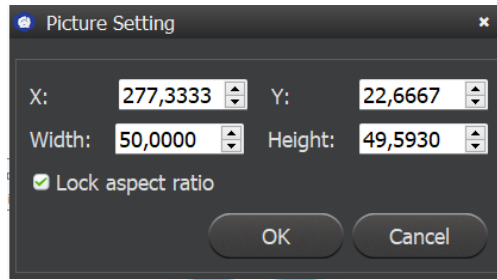 Picture Setting
X: 277,3333 Y: 22,6667
Width: 50,0000 Height: 49,5930
Lock aspect ratio
OK Cancel